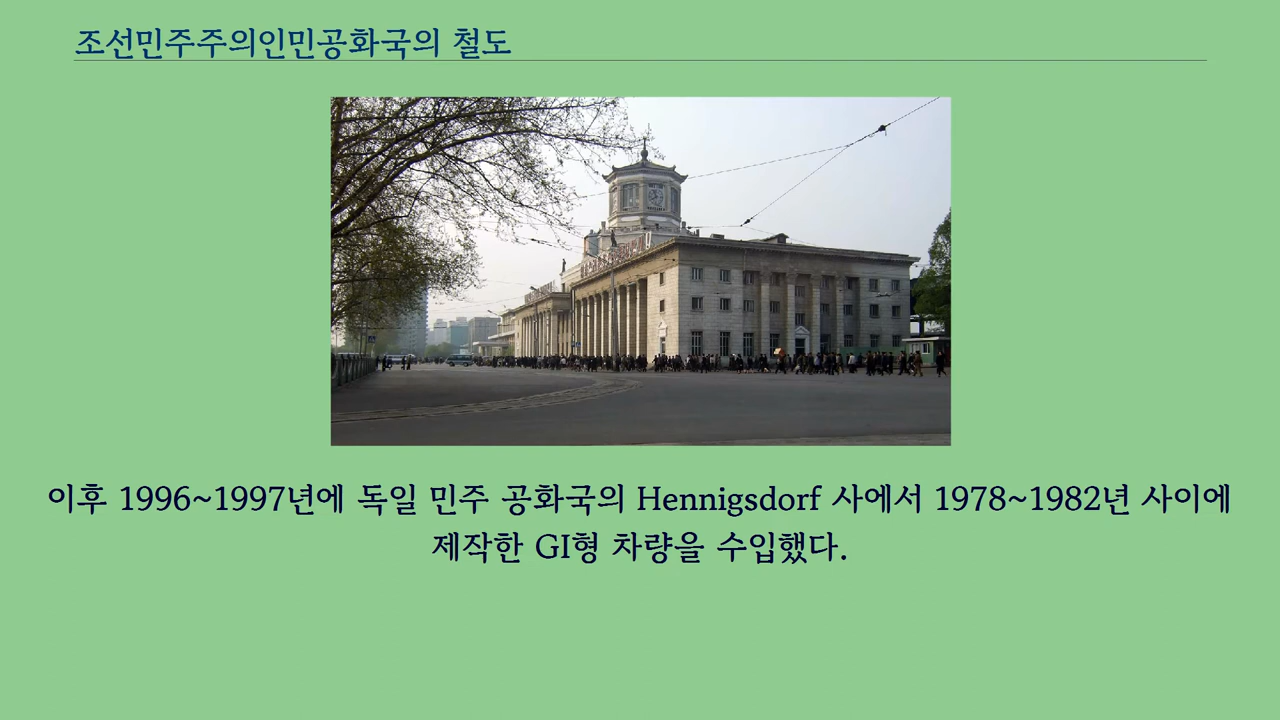 조선민주주의인민공화국의 철도
이후 1996~1997년에 독일 민주 공화국의 Hennigsdorf 사에서 1978~1982년 사이에
제작한 GI형 차량을 수입했다.